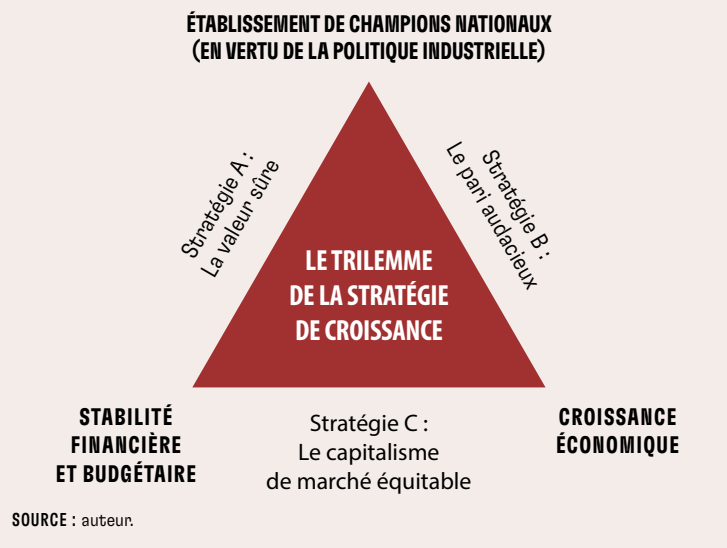 ÉTABLISSEMENT DE CHAMPIONS NATIONAUX
(EN VERTU DE LA POLITIQUE INDUSTRIELLE)
Stratégie A :
La valeur sûre
Stratégie B :
Le pari audacieux
LE TRILEMME
DE LA STRATÉGIE
DE CROISSANCE
STABILITÉ
FINANCIÈRE
ET BUDGÉTAIRE
Stratégie C :
Le capitalisme
de marché équitable
CROISSANCE
ÉCONOMIQUE
SOURCE : auteur.